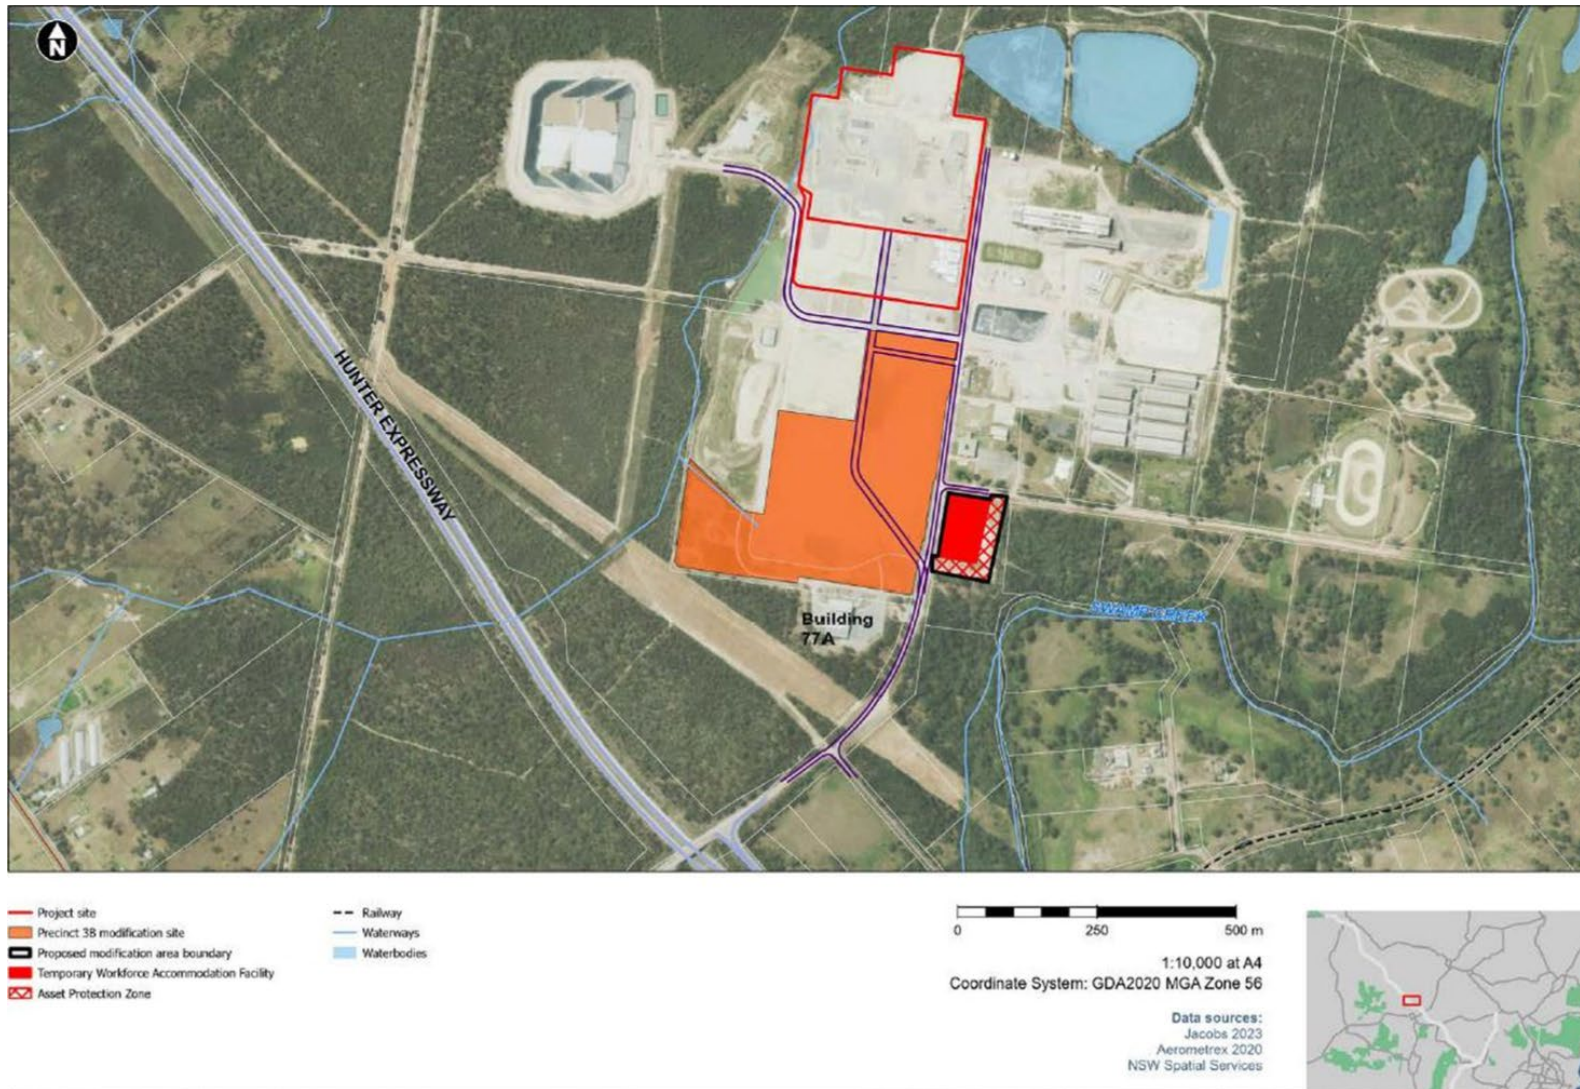 N
HUNTER EXPRESSWAY
SWAMP CREEK
Building
77A
Project site
Precinct 3B modification site
Proposed modification area boundary
Temporary Workforce Accommodation Facility
Asset Protection Zone
Railway
Waterways
Waterbodies
0 250 500 m
1:10,000 at A4
Coordinate System: GDA2020 MGA Zone 56
Data sources:
Jacobs 2023
Aerometrex 2020
NSW Spatial Services